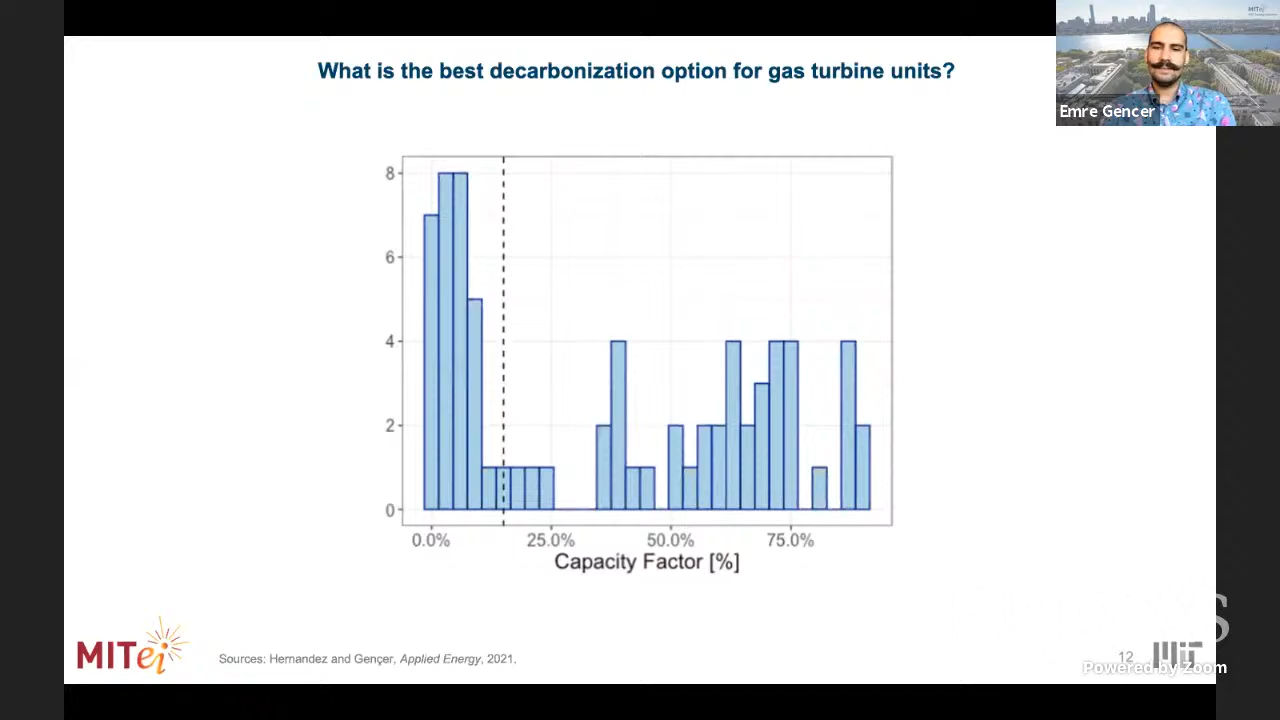 What is the best decarbonization option for gas turbine units?
MITei
Emre Gencer
8
6
4
2
0
0.0%
25.0%
50.0%
75.0%
Capacity Factor [%]
MITei
Sources: Hernandez and Gençer, Applied Energy, 2021.
12
MIT
S
Powered by Zoom